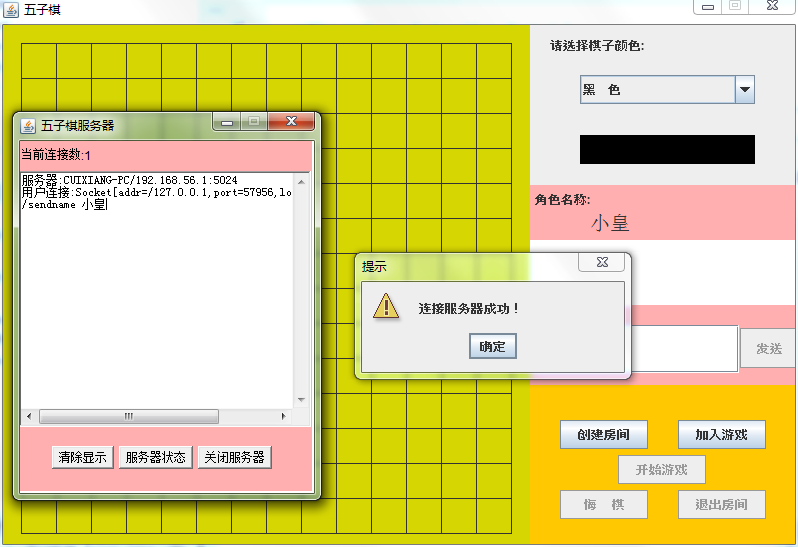 五子棋
请选择棋子颜色:
黑 色
五子棋服务器
当前连接数:1
服务器:CUIXIANG-PC/192.168.56.1:5024
用户连接:Socket[addr=/127.0.0.1,port=57956,lo
/sendname 小皇
角色名称:
小皇
提示
连接服务器成功！
确定
发送
清除显示
服务器状态
关闭服务器
创建房间
加入游戏
开始游戏
悔 棋
退出房间